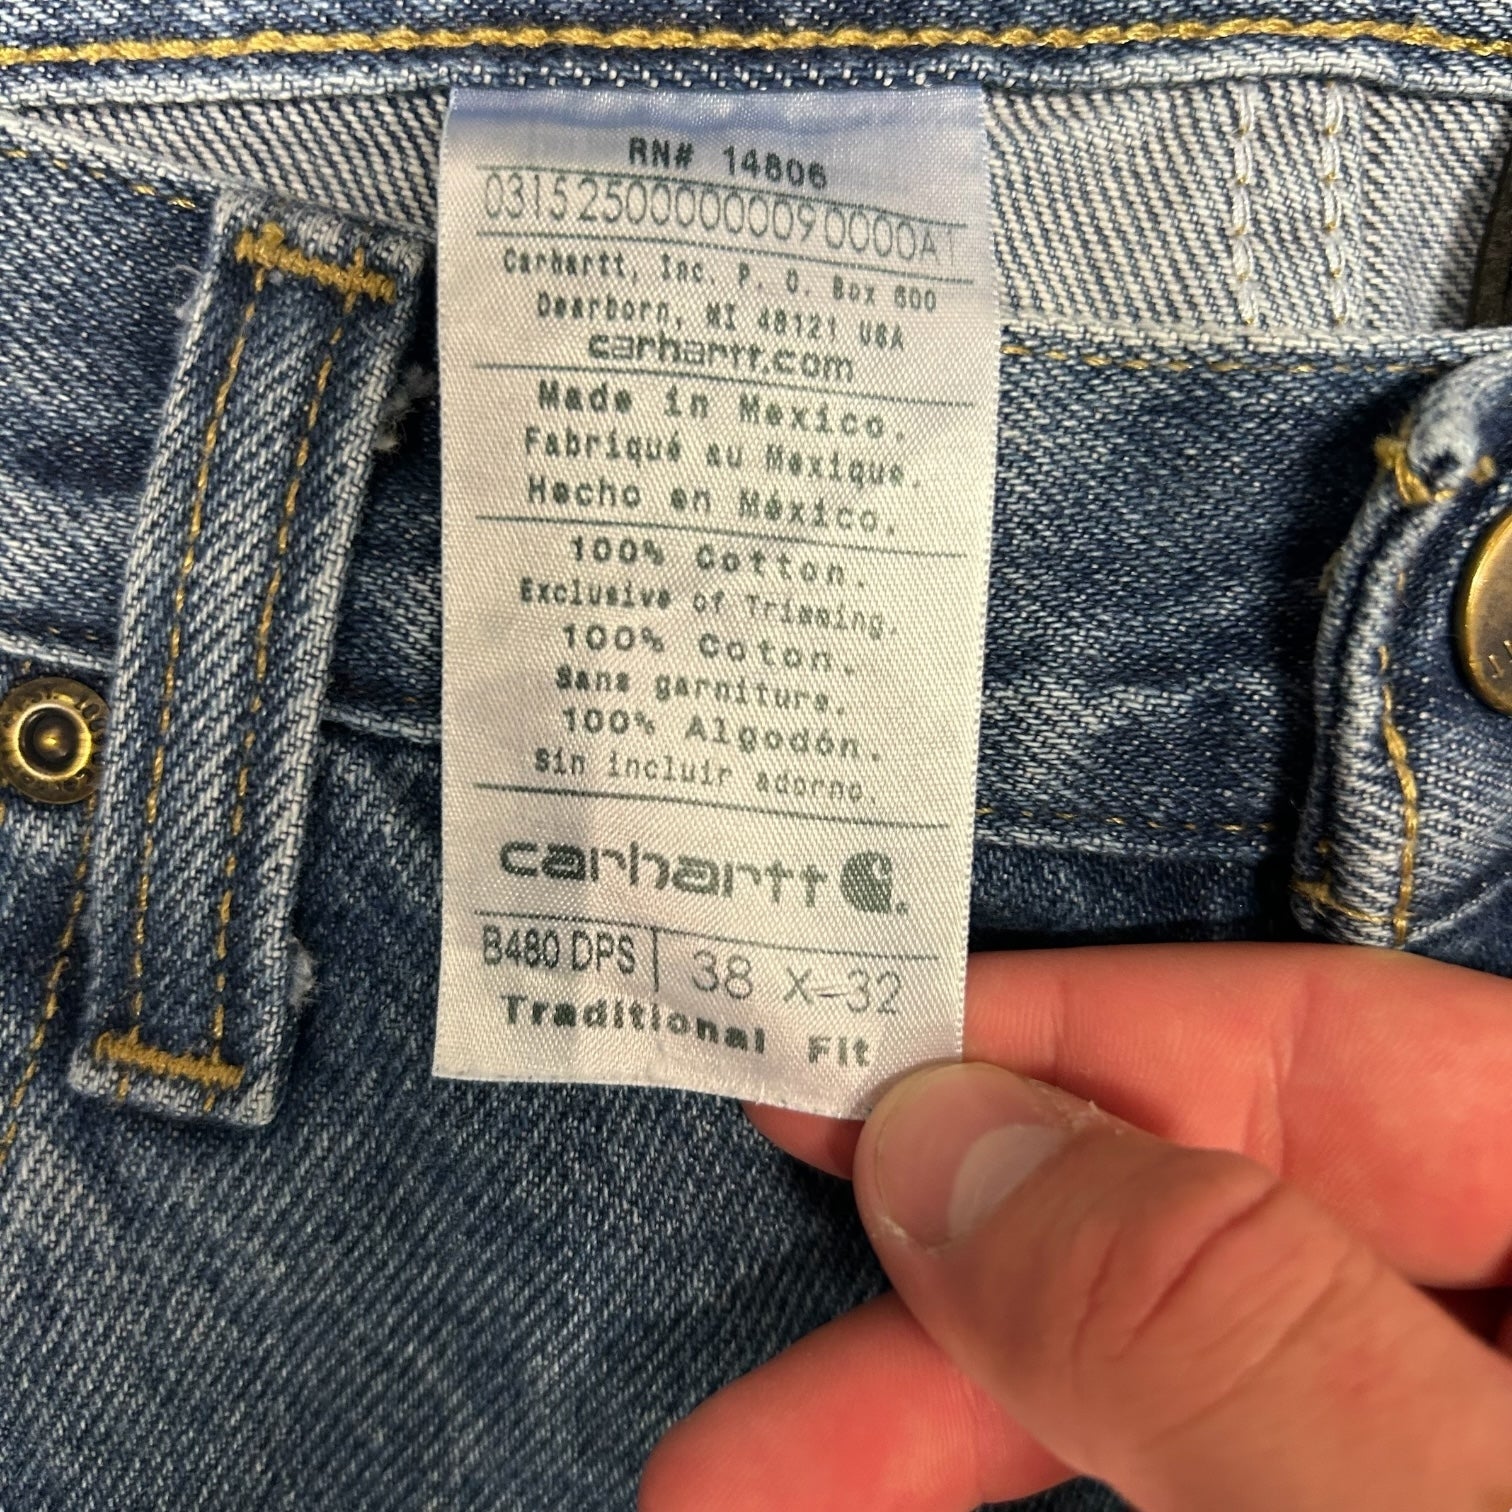 RN# 14806
031525000000090000A1
Carhartt, Inc. P. O. Box 600
Dearborn, MI 48121 USA
carhartt.com
Made in Mexico.
Fabriqué au Mexique.
Hecho en México.
100% Cotton.
Exclusive of Trimming.
100% Coton.
Sans garniture.
100% Algodón.
Sin incluir adorno.
carhartt
B480 DPS | 38 X 32
Traditional Fit